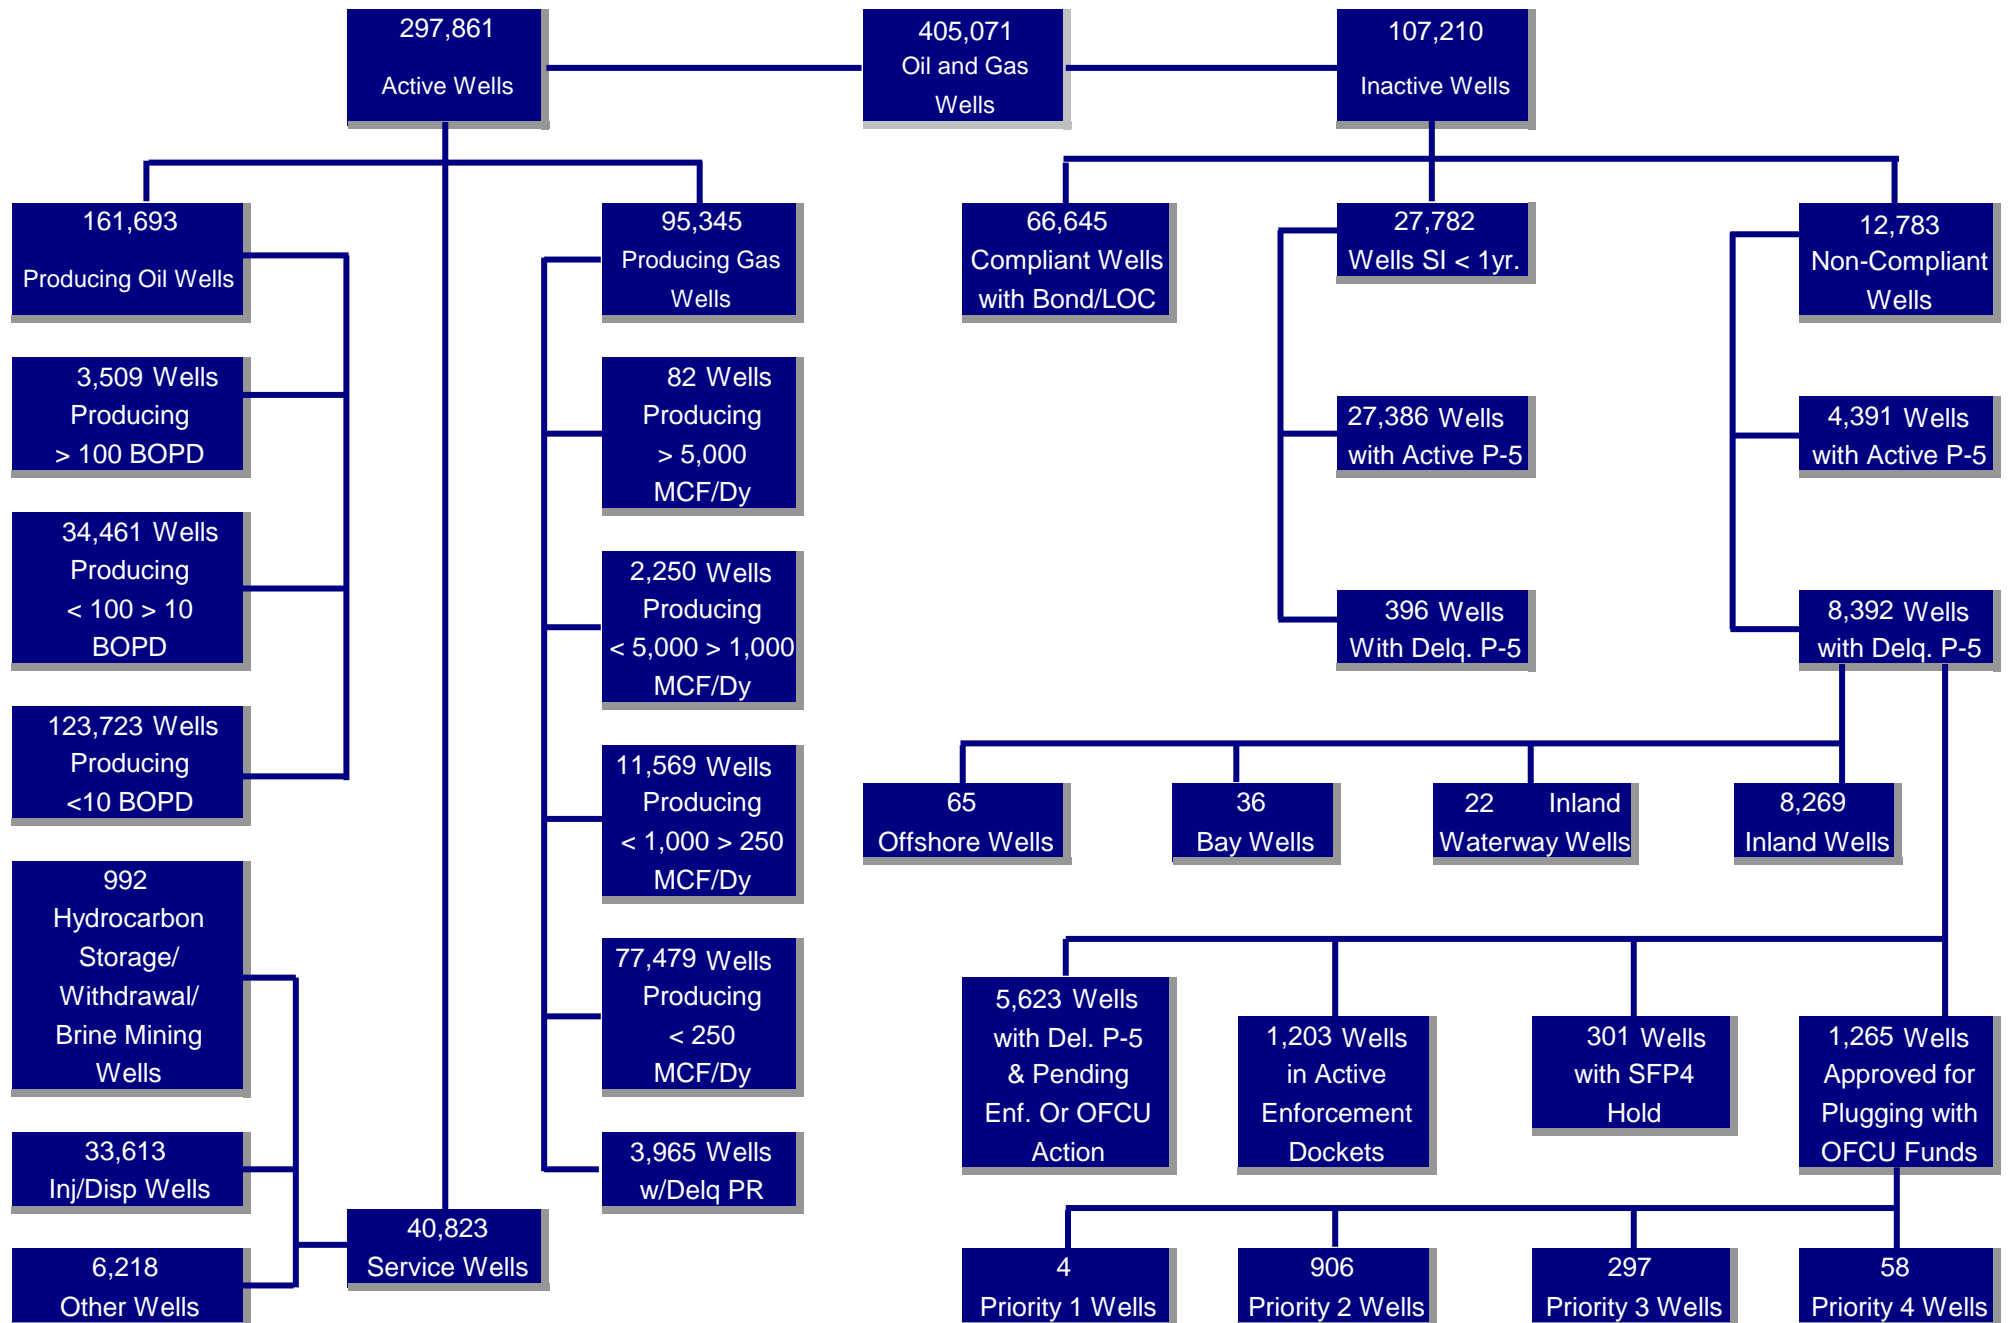 297,861
Active Wells
405,071
Oil and Gas
Wells
107,210
Inactive Wells
161,693
Producing Oil Wells
95,345
Producing Gas
Wells
66,645
Compliant Wells
with Bond/LOC
27,782
Wells SI < 1yr.
12,783
Non-Compliant
Wells
3,509 Wells
Producing
> 100 BOPD
82 Wells
Producing
> 5,000
MCF/Dy
27,386 Wells
with Active P-5
4,391 Wells
with Active P-5
34,461 Wells
Producing
< 100 > 10
BOPD
2,250 Wells
Producing
< 5,000 > 1,000
MCF/Dy
396 Wells
With Delq. P-5
8,392 Wells
with Delq. P-5
123,723 Wells
Producing
<10 BOPD
11,569 Wells
Producing
< 1,000 > 250
MCF/Dy
65
Offshore Wells
36
Bay Wells
22 Inland
Waterway Wells
8,269
Inland Wells
992
Hydrocarbon
Storage/
Withdrawal/
Brine Mining
Wells
77,479 Wells
Producing
< 250
MCF/Dy
5,623 Wells
with Del. P-5
& Pending
Enf. Or OFCU
Action
1,203 Wells
in Active
Enforcement
Dockets
301 Wells
with SFP4
Hold
1,265 Wells
Approved for
Plugging with
OFCU Funds
33,613
Inj/Disp Wells
3,965 Wells
w/Delq PR
40,823
Service Wells
6,218
Other Wells
4
Priority 1 Wells
906
Priority 2 Wells
297
Priority 3 Wells
58
Priority 4 Wells